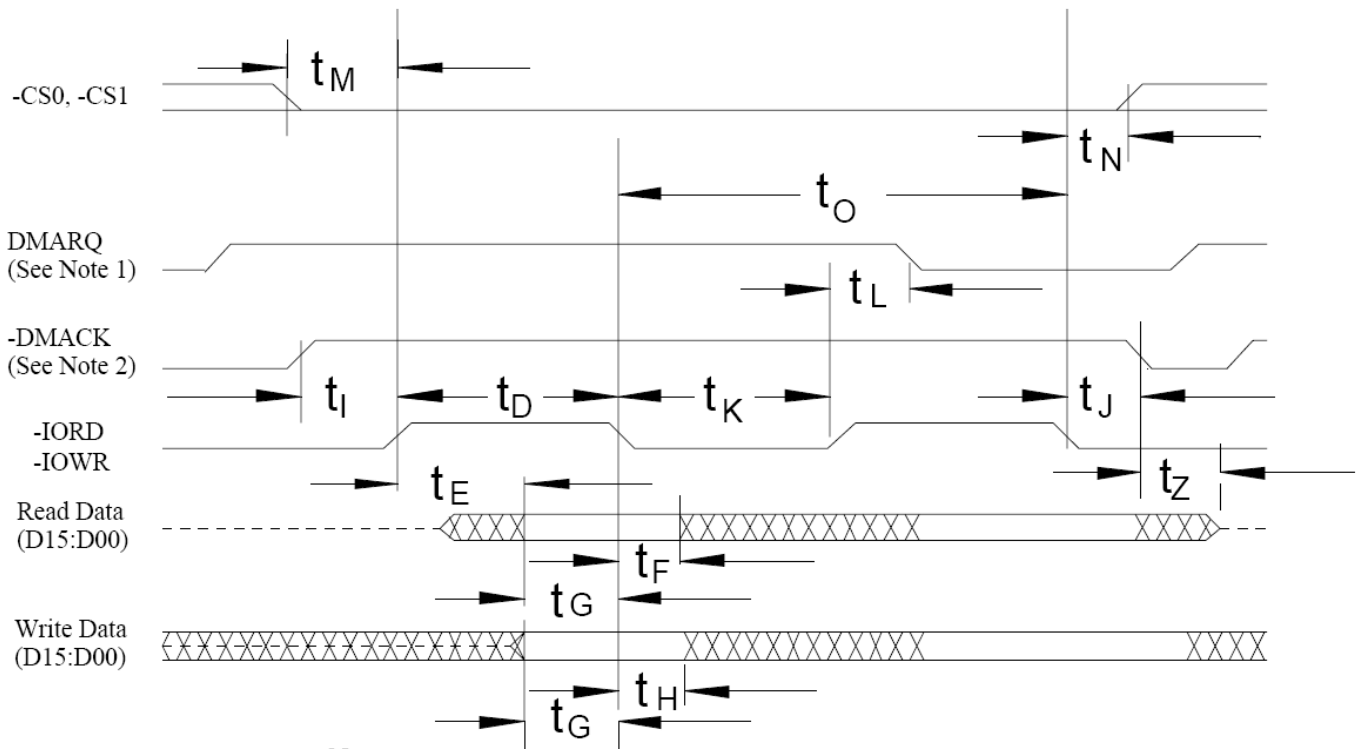 tM
-CS0, -CS1
tN
tO
DMARQ
(See Note 1)
tL
-DMACK
(See Note 2)
tI
tD
tK
tJ
-IORD
-IOWR
tE
tZ
Read Data
(D15:D00)
tF
tG
Write Data
(D15:D00)
tH
tG